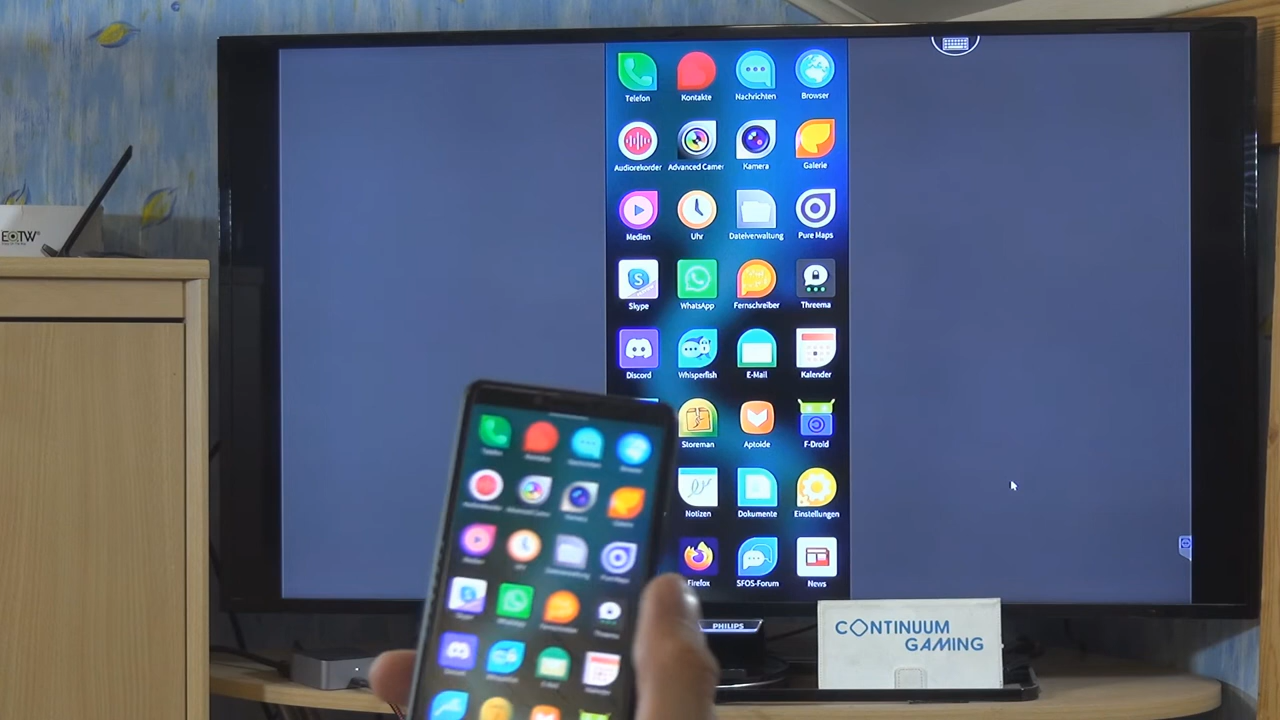 Telefon Kontakte Nachrichten Browser
Audiorekorder Advanced Camer Kamera Galerie
Medien Uhr Dateiverwaltung Pure Maps
Skype WhatsApp Fernschreiber Threema
Discord Whisperfish E-Mail Kalender
Storeman Aptoide F-Droid
Notizen Dokumente Einstellungen
Firefox SFOS-Forum News
PHILIPS
CONTINUUM
GAMING
EOTW